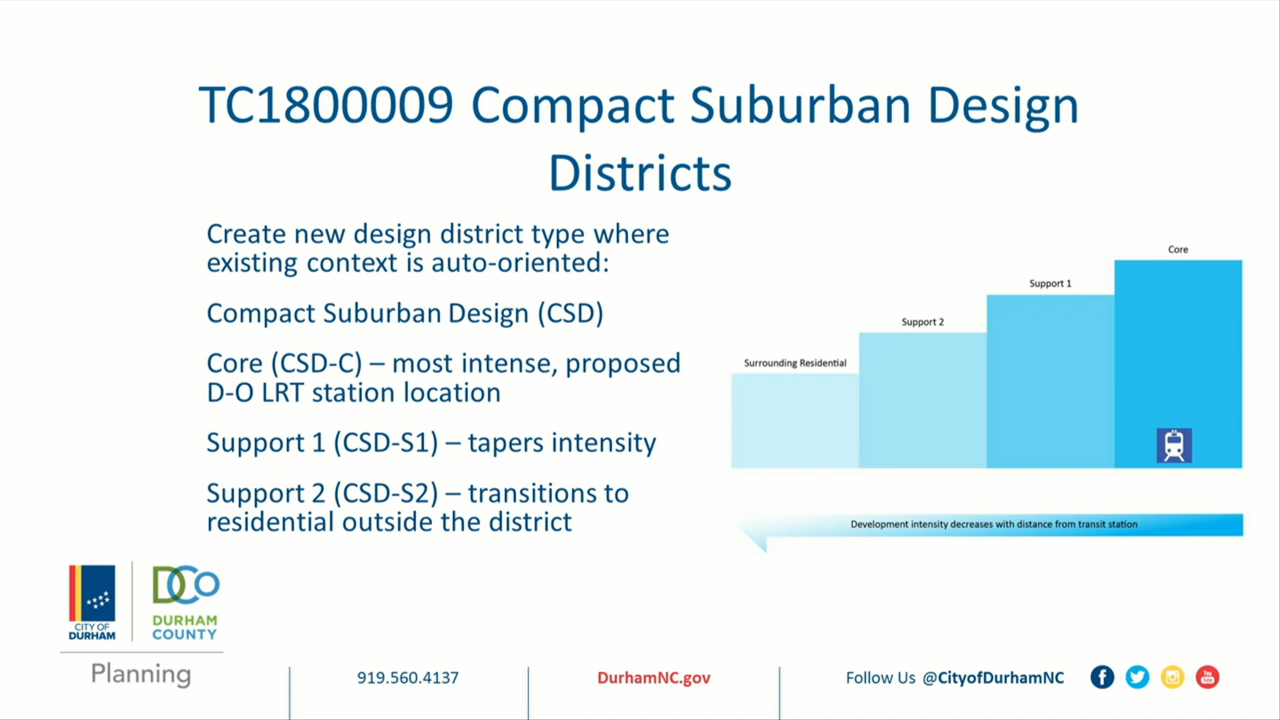 TC1800009 Compact Suburban Design
Districts
Create new design district type where
existing context is auto-oriented:
Compact Suburban Design (CSD)
Core (CSD-C) – most intense, proposed
D-O LRT station location
Support 1 (CSD-S1) – tapers intensity
Support 2 (CSD-S2) – transitions to
residential outside the district
Core
Support 1
Support 2
Surrounding Residential
Development intensity decreases with distance from transit station
CITY OF
DURHAM
DCO
DURHAM
COUNTY
Planning
919.560.4137
DurhamNC.gov
Follow Us @CityofDurhamNC
You
Tube